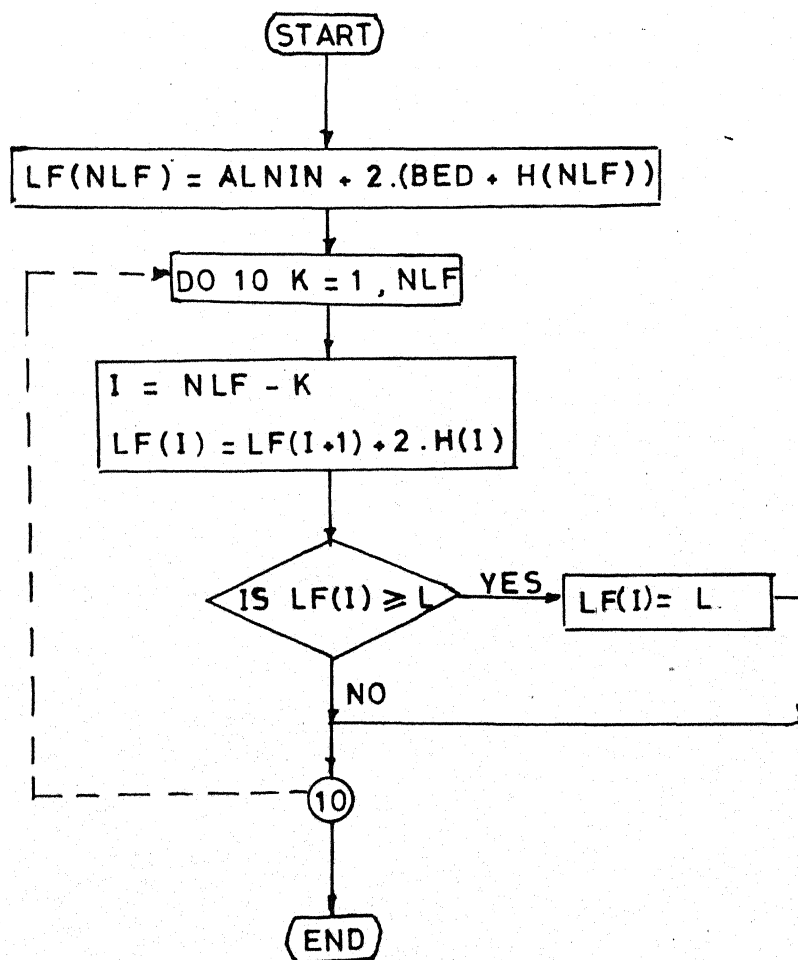 START
LF(NLF) = ALNIN + 2.(BED + H(NLF))
DO 10 K = 1, NLF
I = NLF - K
LF(I) = LF(I+1) + 2.H(I)
IS LF(I) ≥ L
YES
LF(I) = L
NO
10
END